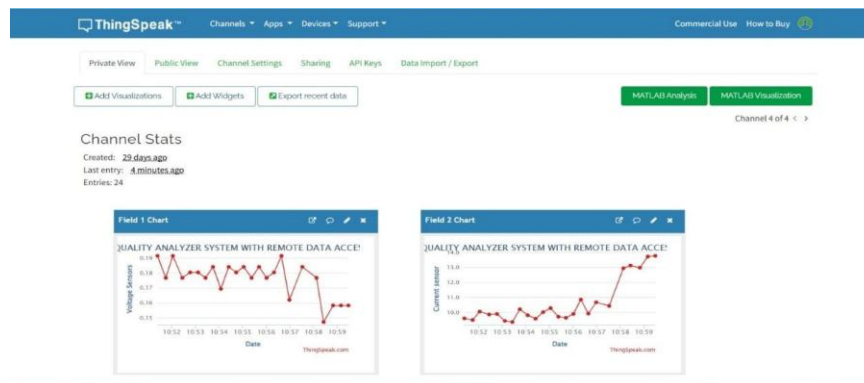 ThingSpeak™ Channels Apps Devices Support Commercial Use How to Buy
Private View Public View Channel Settings Sharing API Keys Data Import / Export
Add Visualizations Add Widgets Export recent data MATLAB Analysis MATLAB Visualization
Channel 4 of 4 < >
Channel Stats
Created: 29 days ago
Last entry: 4 minutes ago
Entries: 24
Field 1 Chart
QUALITY ANALYZER SYSTEM WITH REMOTE DATA ACCE
Voltage Sensors
0.19
0.18
0.17
0.16
0.15
10:52 10:53 10:54 10:55 10:56 10:57 10:58 10:59
Date
ThingSpeak.com
Field 2 Chart
QUALITY ANALYZER SYSTEM WITH REMOTE DATA ACCE
Current sensor
14.0
13.0
12.0
11.0
10.0
10:52 10:53 10:54 10:55 10:56 10:57 10:58 10:59
Date
ThingSpeak.com